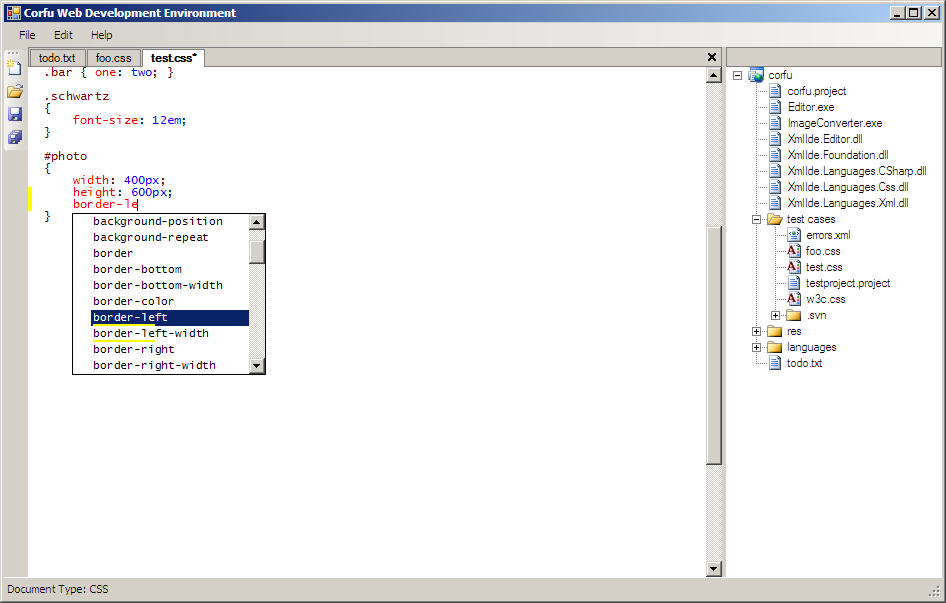 Corfu Web Development Environment
File Edit Help
todo.txt foo.css test.css*
.bar { one: two; }
.schwartz
{
font-size: 12em;
}
#photo
{
width: 400px;
height: 600px;
border-le
}
background-position
background-repeat
border
border-bottom
border-bottom-width
border-color
border-left
border-left-width
border-right
border-right-width
corfu
corfu.project
Editor.exe
ImageConverter.exe
XmlIde.Editor.dll
XmlIde.Foundation.dll
XmlIde.Languages.CSharp.dll
XmlIde.Languages.Css.dll
XmlIde.Languages.Xml.dll
test cases
errors.xml
foo.css
test.css
testproject.project
w3c.css
.svn
res
languages
todo.txt
Document Type: CSS